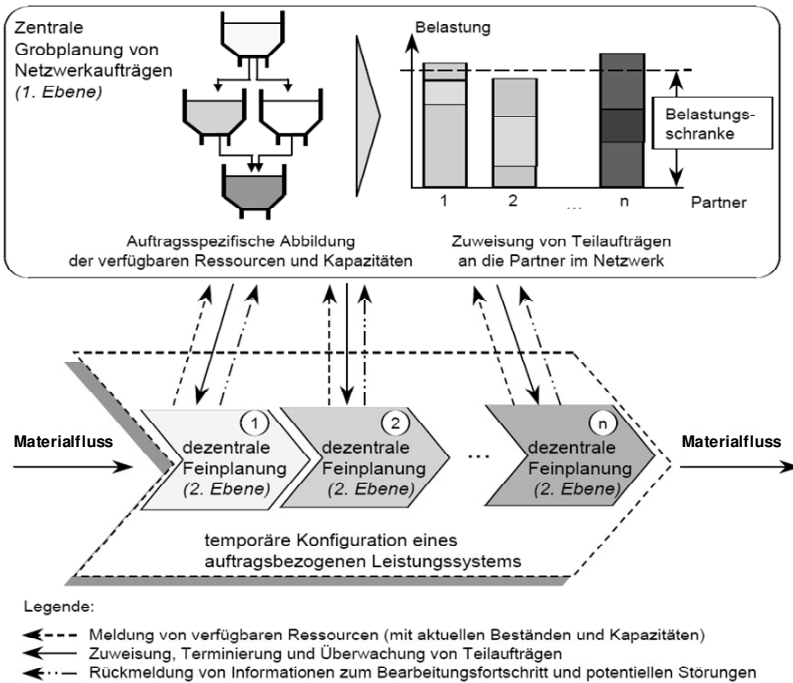 Zentrale
Grobplanung von
Netzwerkaufträgen
(1. Ebene)
Belastung
Belastungs-
schranke
1
2
...
n
Partner
Auftragsspezifische Abbildung
der verfügbaren Ressourcen und Kapazitäten
Zuweisung von Teilaufträgen
an die Partner im Netzwerk
Materialfluss
1
dezentrale
Feinplanung
(2. Ebene)
2
dezentrale
Feinplanung
(2. Ebene)
...
n
dezentrale
Feinplanung
(2. Ebene)
Materialfluss
temporäre Konfiguration eines
auftragsbezogenen Leistungssystems
Legende:
Meldung von verfügbaren Ressourcen (mit aktuellen Beständen und Kapazitäten)
Zuweisung, Terminierung und Überwachung von Teilaufträgen
Rückmeldung von Informationen zum Bearbeitungsfortschritt und potentiellen Störungen